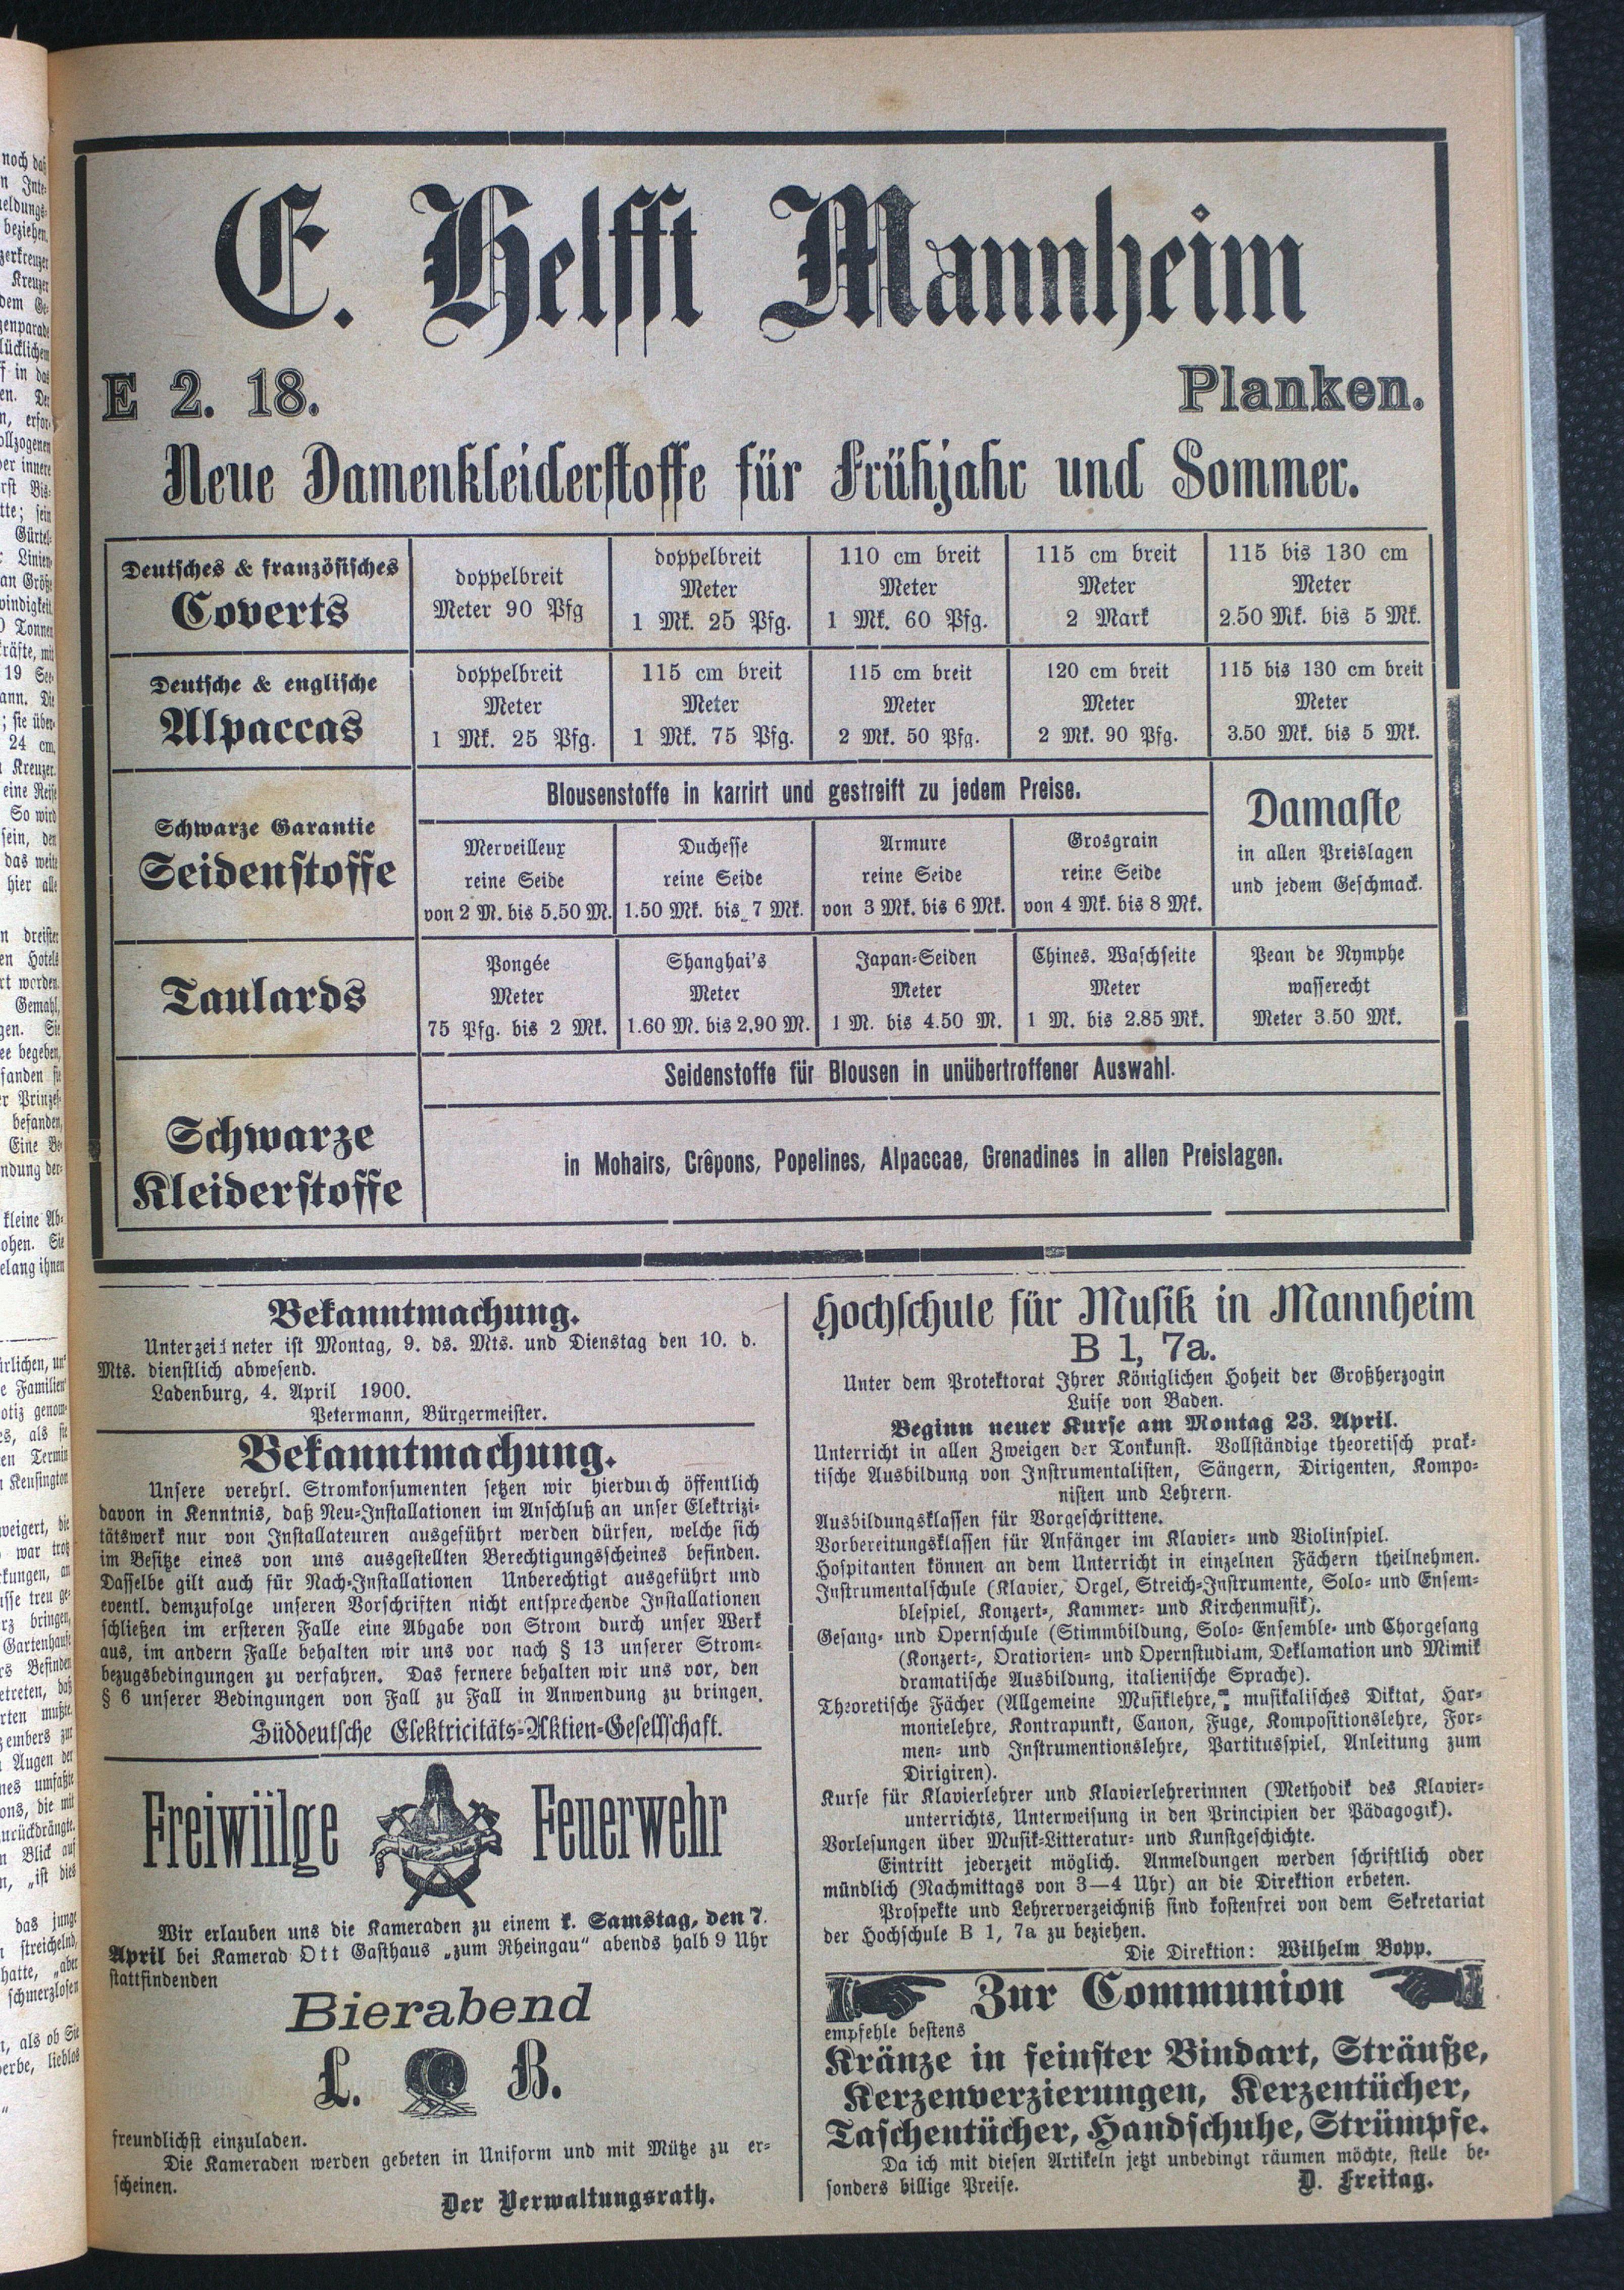 E. Helfft Mannheim
E 2. 18.
Planken.
Neue Damenkleiderstoffe für Frühjahr und Sommer.
Deutsches & französisches
Coverts
doppelbreit
Meter 90 Pfg
doppelbreit
Meter
1 Mk. 25 Pfg.
110 cm breit
Meter
1 Mk. 60 Pfg.
115 cm breit
Meter
2 Mark
115 bis 130 cm
Meter
2.50 Mk. bis 5 Mk.
Deutsche & englische
Alpaccas
doppelbreit
Meter
1 Mk. 25 Pfg.
115 cm breit
Meter
1 Mk. 75 Pfg.
115 cm breit
Meter
2 Mk. 50 Pfg.
120 cm breit
Meter
2 Mk. 90 Pfg.
115 bis 130 cm breit
Meter
3.50 Mk. bis 5 Mk.
Schwarze Garantie
Seidenstoffe
Blousenstoffe in karrirt und gestreift zu jedem Preise.
Merveilleux
reine Seide
von 2 M. bis 5.50 M.
Duchesse
reine Seide
1.50 Mk. bis 7 Mk.
Armure
reine Seide
von 3 Mk. bis 6 Mk.
Grosgrain
reine Seide
von 4 Mk. bis 8 Mk.
Damaste
in allen Preislagen
und jedem Geschmack.
Taulards
Pongée
Meter
75 Pfg. bis 2 Mk.
Shanghai's
Meter
1.60 M. bis 2.90 M.
Japan-Seiden
Meter
1 M. bis 4.50 M.
Chines. Waschseite
Meter
1 M. bis 2.85 Mk.
Pean de Nymphe
wasserecht
Meter 3.50 Mk.
Seidenstoffe für Blousen in unübertroffener Auswahl.
Schwarze
Kleiderstoffe
in Mohairs, Crêpons, Popelines, Alpaccae, Grenadines in allen Preislagen.
Bekanntmachung.
Unterzeichneter ist Montag, 9. ds. Mts. und Dienstag den 10. d.
Mts. dienstlich abwesend.
Ladenburg, 4. April 1900.
Petermann, Bürgermeister.
Bekanntmachung.
Unsere verehrl. Stromkonsumenten setzen wir hierdurch öffentlich
davon in Kenntnis, daß Neu-Installationen im Anschluß an unser Elektrizi-
tätswerk nur von Installateuren ausgeführt werden dürfen, welche sich
im Besitze eines von uns ausgestellten Berechtigungsscheines befinden.
Dasselbe gilt auch für Nach-Installationen Unberechtigt ausgeführt und
eventl. demzufolge unseren Vorschriften nicht entsprechende Installationen
schließen im ersteren Falle eine Abgabe von Strom durch unser Werk
aus, im andern Falle behalten wir uns vor nach § 13 unserer Strom-
bezugsbedingungen zu verfahren. Das fernere behalten wir uns vor, den
§ 6 unserer Bedingungen von Fall zu Fall in Anwendung zu bringen.
Süddeutsche Elektricitäts-Aktien-Gesellschaft.
Freiwiilge Feuerwehr
Wir erlauben uns die Kameraden zu einem k. Samstag, den 7.
April bei Kamerad Ott Gasthaus „zum Rheingau“ abends halb 9 Uhr
stattfindenden
Bierabend
L. B.
freundlichst einzuladen.
Die Kameraden werden gebeten in Uniform und mit Mütze zu er-
scheinen.
Der Verwaltungsrath.
Hochschule für Musik in Mannheim
B 1, 7a.
Unter dem Protektorat Ihrer Königlichen Hoheit der Großherzogin
Luise von Baden.
Beginn neuer Kurse am Montag 23. April.
Unterricht in allen Zweigen der Tonkunst. Vollständige theoretisch prak-
tische Ausbildung von Instrumentalisten, Sängern, Dirigenten, Kompo-
nisten und Lehrern.
Ausbildungsklassen für Vorgeschrittene.
Vorbereitungsklassen für Anfänger im Klavier- und Violinspiel.
Hospitanten können an dem Unterricht in einzelnen Fächern theilnehmen.
Instrumentalschule (Klavier, Orgel, Streich-Instrumente, Solo- und Ensem-
blespiel, Konzert-, Kammer- und Kirchenmusik).
Gesang- und Opernschule (Stimmbildung, Solo- Ensemble- und Chorgesang
(Konzert-, Oratiorien- und Opernstudium, Deklamation und Mimik
dramatische Ausbildung, italienische Sprache).
Theoretische Fächer (Allgemeine Musiklehre, musikalisches Diktat, Har-
monielehre, Kontrapunkt, Canon, Fuge, Kompositionslehre, For-
men- und Instrumentionslehre, Partitusspiel, Anleitung zum
Dirigiren).
Kurse für Klavierlehrer und Klavierlehrerinnen (Methodik des Klavier-
unterrichts, Unterweisung in den Principien der Pädagogik).
Vorlesungen über Musik-Litteratur- und Kunstgeschichte.
Eintritt jederzeit möglich. Anmeldungen werden schriftlich oder
mündlich (Nachmittags von 3—4 Uhr) an die Direktion erbeten.
Prospekte und Lehrerverzeichniß sind kostenfrei von dem Sekretariat
der Hochschule B 1, 7a zu beziehen.
Die Direktion: Wilhelm Bopp.
Zur Communion
empfehle bestens
Kränze in feinster Bindart, Sträuße,
Kerzenverzierungen, Kerzentücher,
Taschentücher, Handschuhe, Strümpfe.
Da ich mit diesen Artikeln jetzt unbedingt räumen möchte, stelle be-
sonders billige Preise.
D. Freitag.